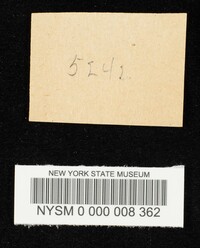 5241
NEW YORK STATE MUSEUM
NYSM 0 000 008 362